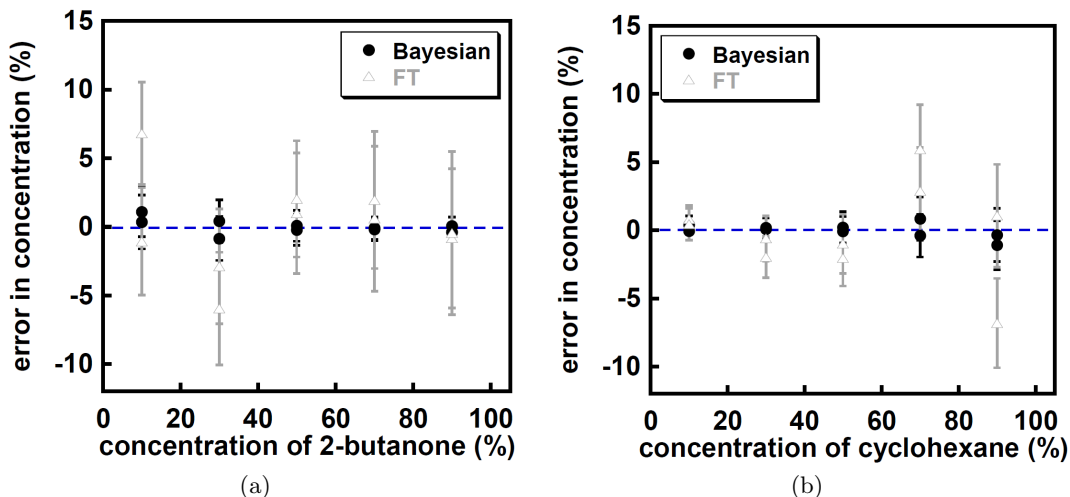 15
10
5
0
-5
-10
error in concentration (%)
Bayesian
FT
0 20 40 60 80 100
concentration of 2-butanone (%)
(a)
15
10
5
0
-5
-10
error in concentration (%)
Bayesian
FT
0 20 40 60 80 100
concentration of cyclohexane (%)
(b)